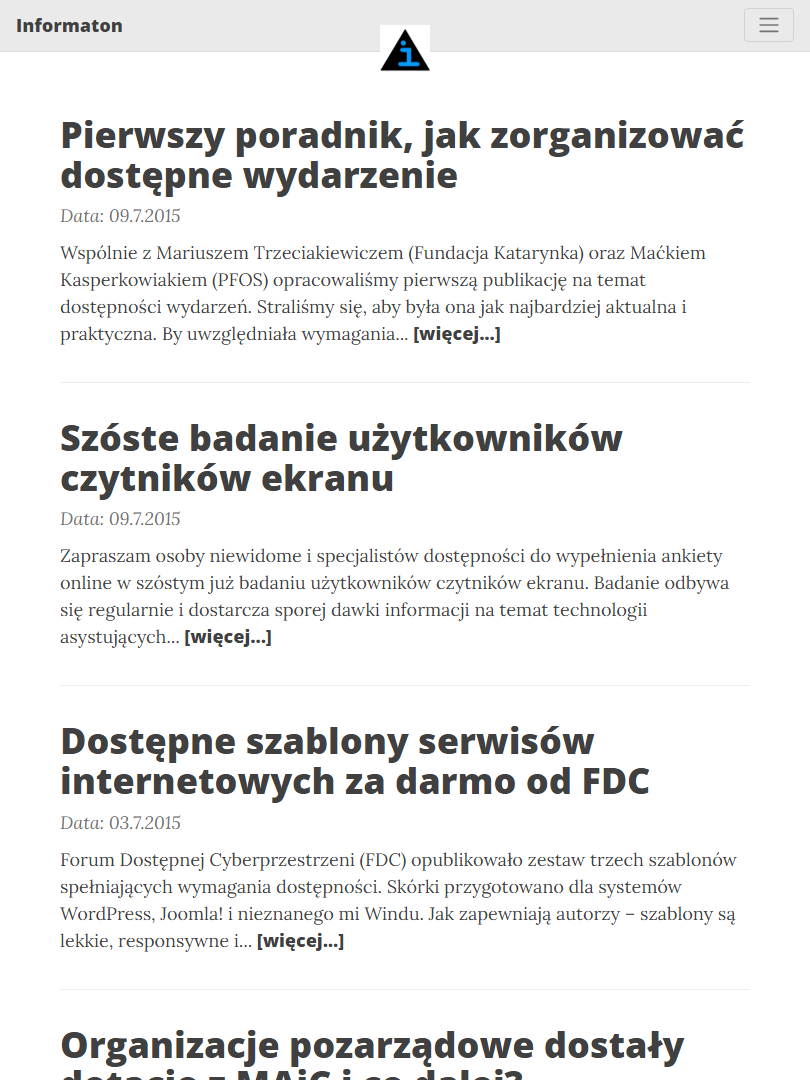 Informaton
i
Pierwszy poradnik, jak zorganizować
dostępne wydarzenie
Data: 09.7.2015
Wspólnie z Mariuszem Trzeciakiewiczem (Fundacja Katarynka) oraz Maćkiem
Kasperkowiakiem (PFOS) opracowaliśmy pierwszą publikację na temat
dostępności wydarzeń. Straliśmy się, aby była ona jak najbardziej aktualna i
praktyczna. By uwzględniała wymagania... [więcej...]
Szóste badanie użytkowników
czytników ekranu
Data: 09.7.2015
Zapraszam osoby niewidome i specjalistów dostępności do wypełnienia ankiety
online w szóstym już badaniu użytkowników czytników ekranu. Badanie odbywa
się regularnie i dostarcza sporej dawki informacji na temat technologii
asystujących... [więcej...]
Dostępne szablony serwisów
internetowych za darmo od FDC
Data: 03.7.2015
Forum Dostępnej Cyberprzestrzeni (FDC) opublikowało zestaw trzech szablonów
spełniających wymagania dostępności. Skórki przygotowano dla systemów
WordPress, Joomla! i nieznanego mi Windu. Jak zapewniają autorzy – szablony są
lekkie, responsywne i... [więcej...]
Organizacje pozarządowe dostały
dotacje z MAiC i co dalej?